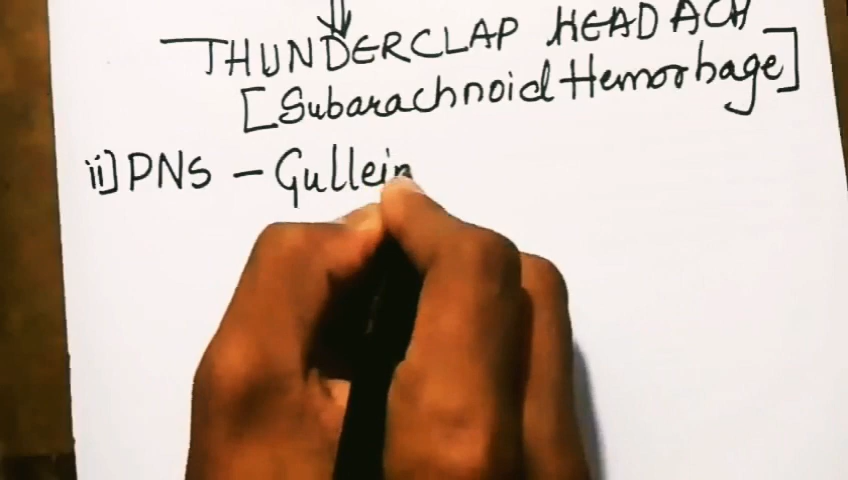 THUNDERCLAP HEADACH
[Subarachnoid Hemorrhage]
ii] PNS - Gullein